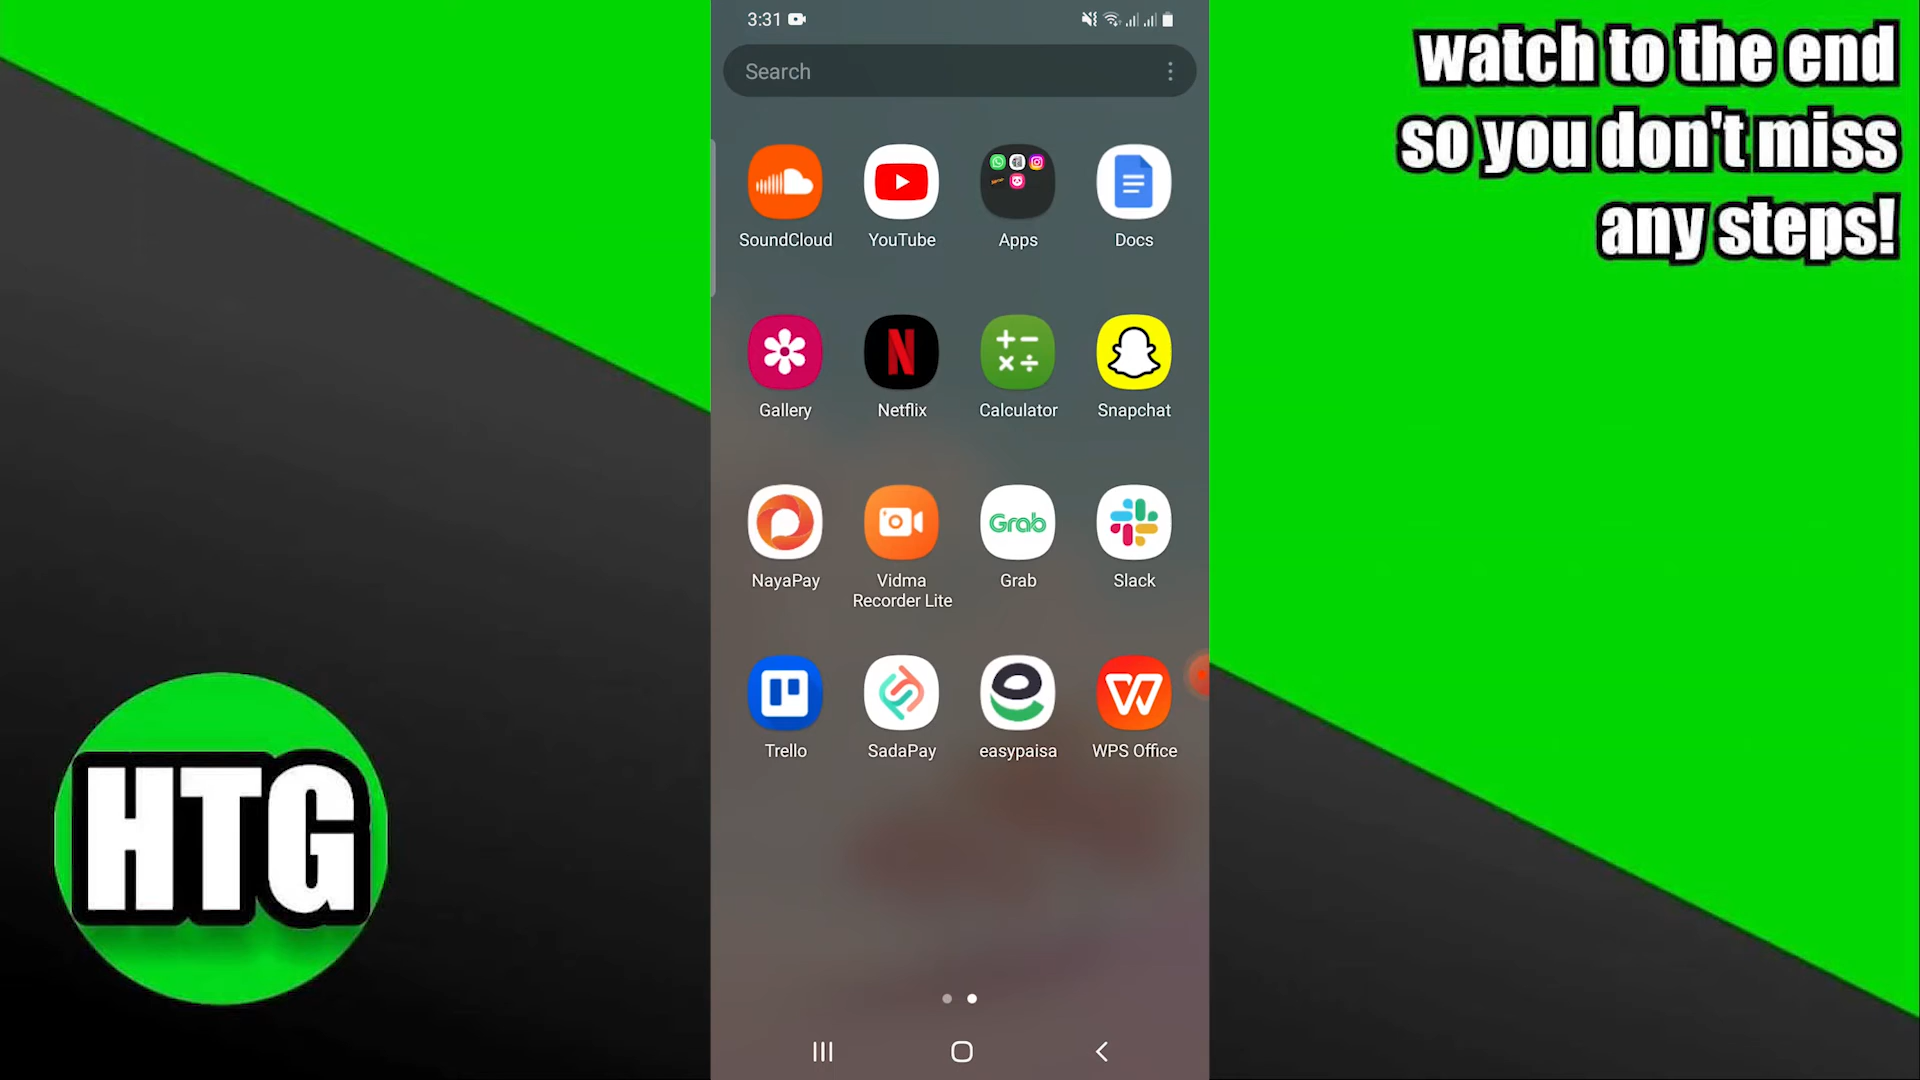 3:31
Search
watch to the end
so you don't miss
any steps!
SoundCloud
YouTube
Apps
Docs
Gallery
N
Netflix
Calculator
Snapchat
NayaPay
Vidma
Recorder Lite
Grab
Grab
Slack
Trello
SadaPay
easypaisa
WPS Office
HTG